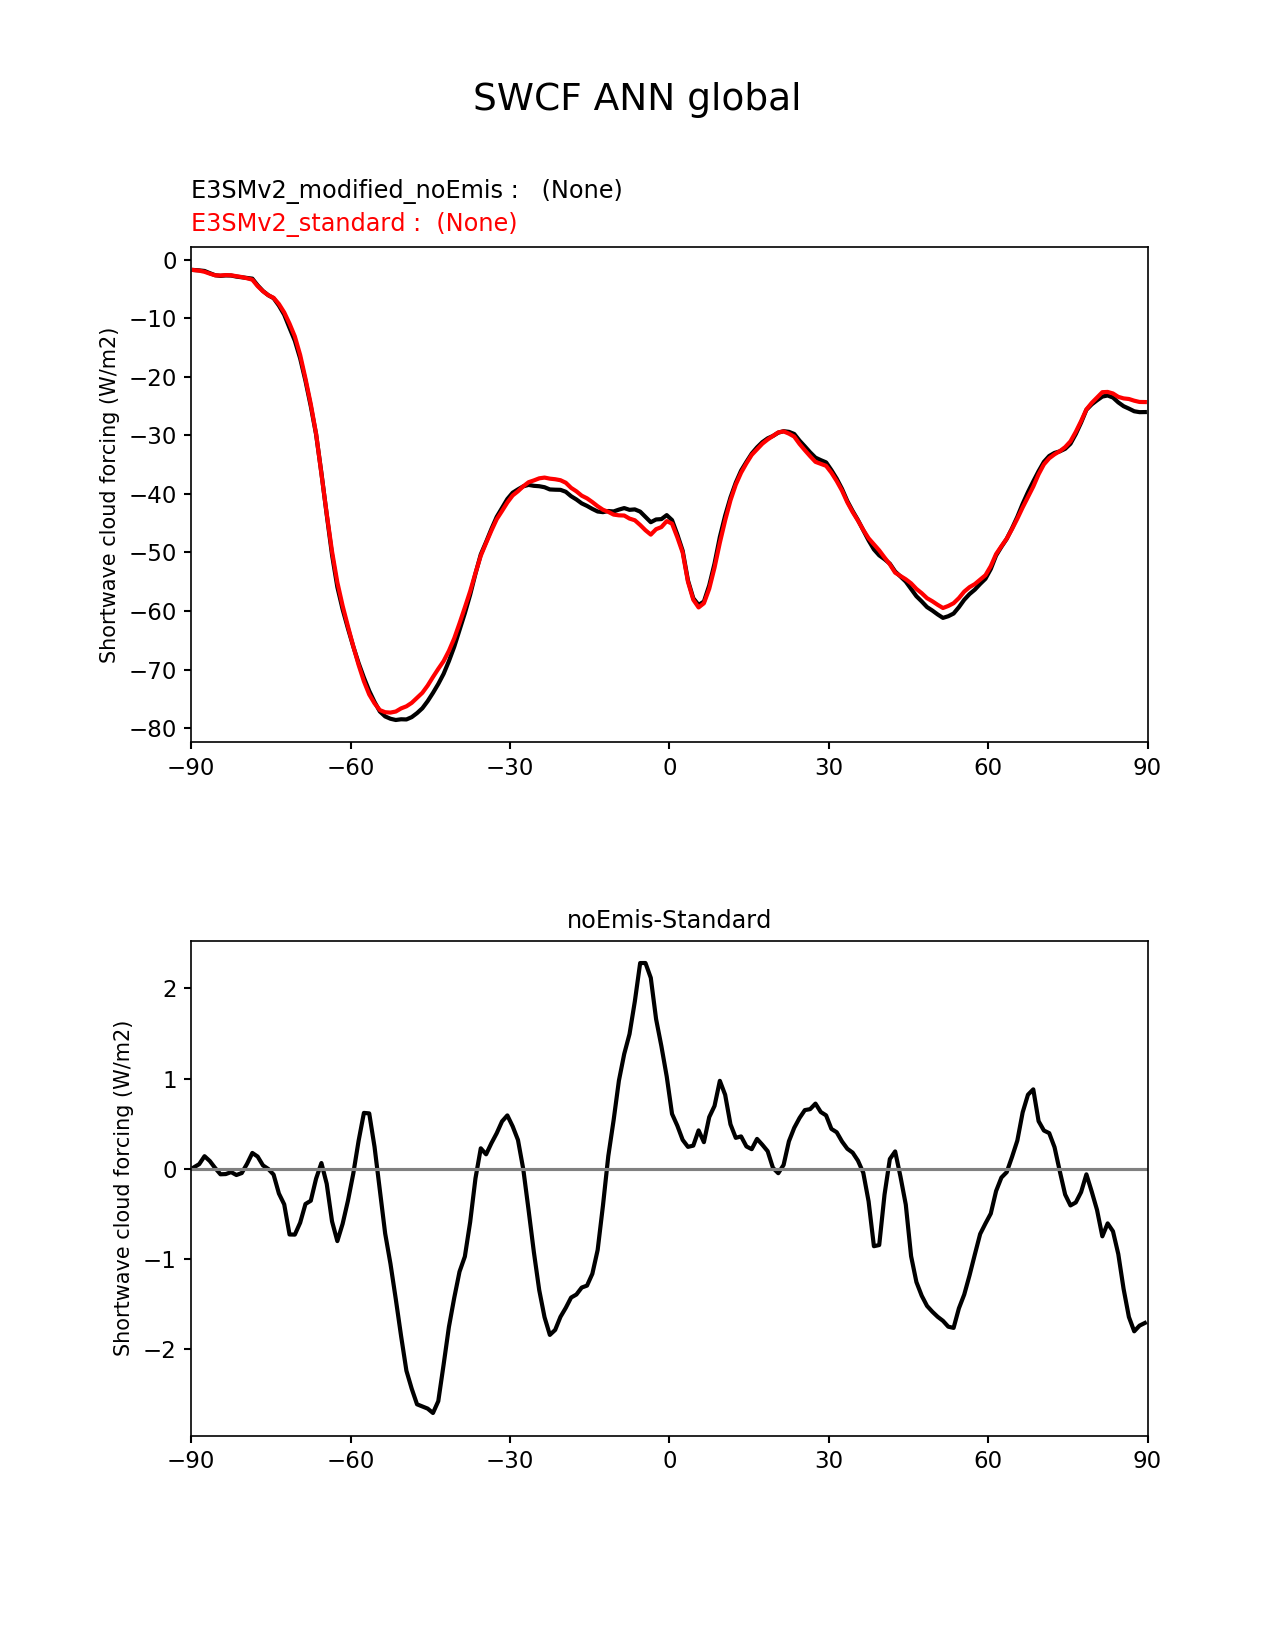 SWCF ANN global
E3SMv2_modified_noEmis :   (None)
E3SMv2_standard :  (None)
0
−10
−20
−30
−40
−50
−60
−70
−80
Shortwave cloud forcing (W/m2)
−90 −60 −30 0 30 60 90
noEmis-Standard
2
1
0
−1
−2
Shortwave cloud forcing (W/m2)
−90 −60 −30 0 30 60 90